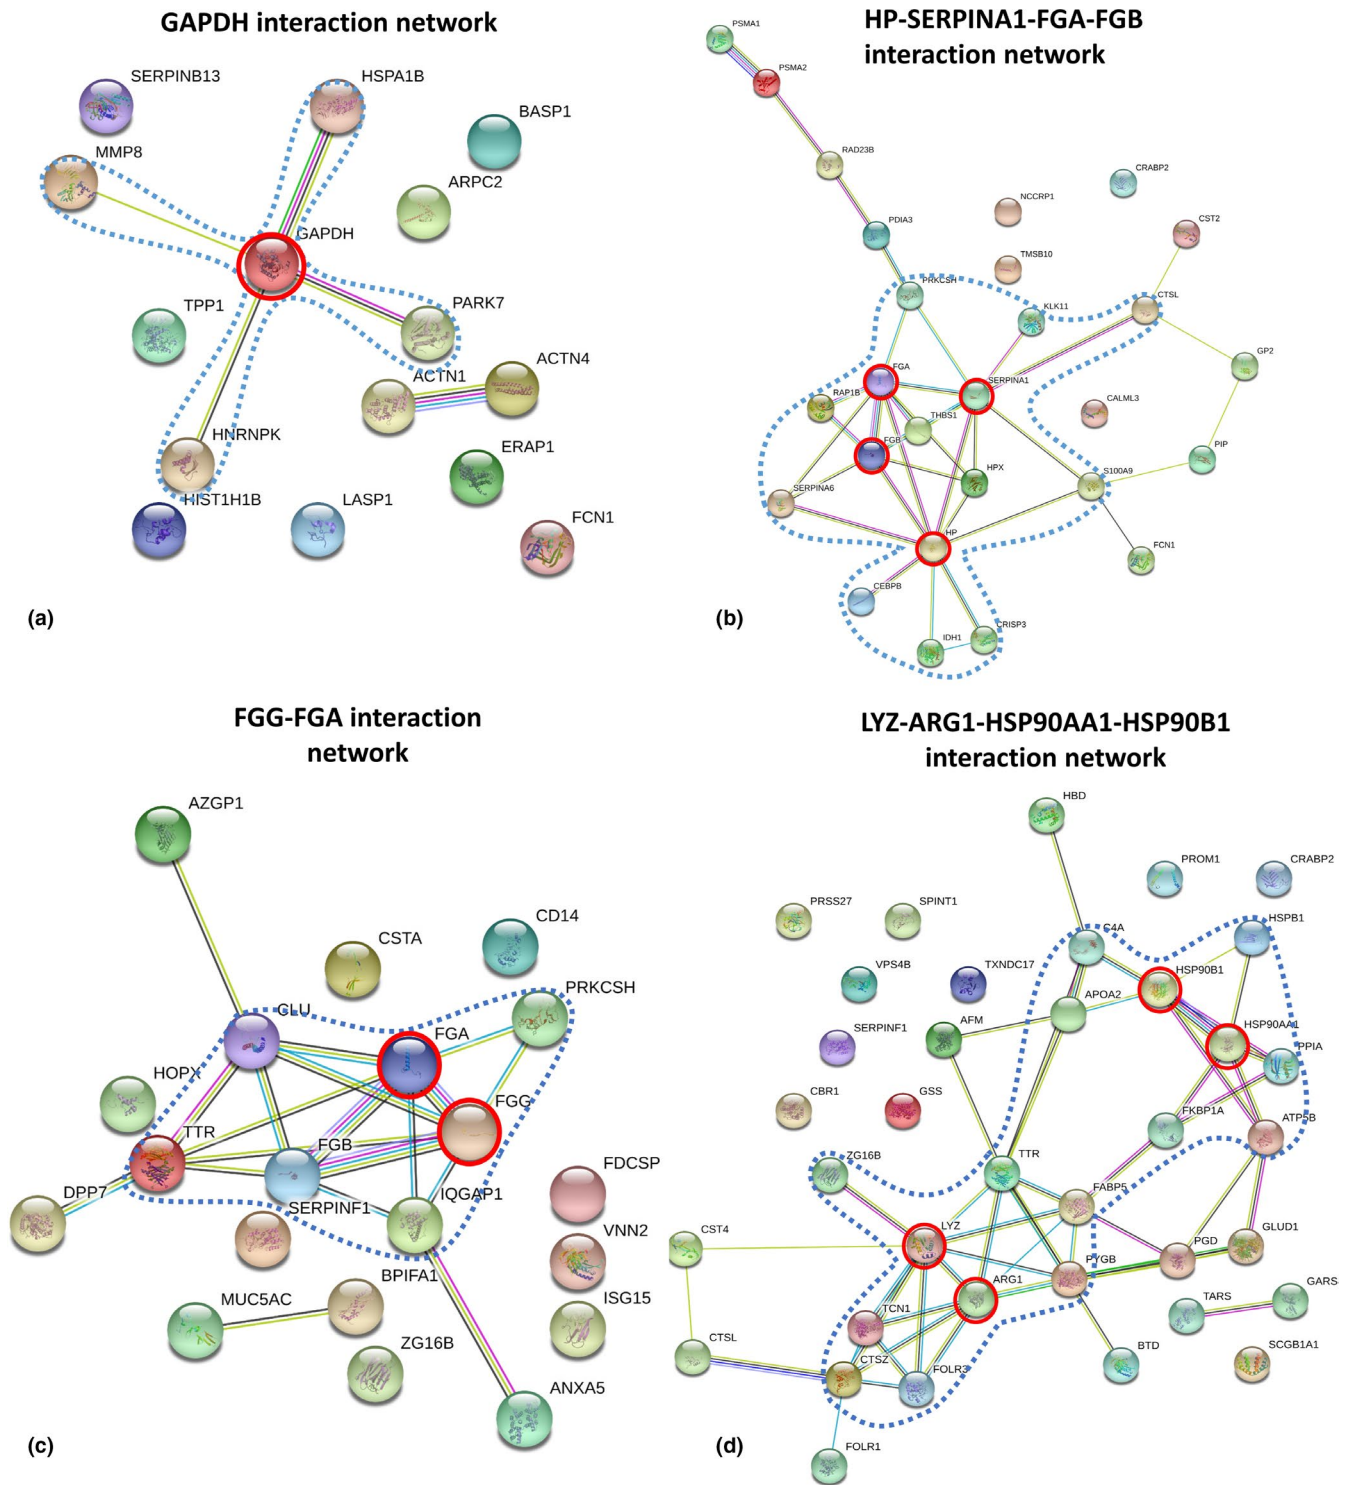 GAPDH interaction network
SERPINB13
HSPA1B
BASP1
MMP8
ARPC2
GAPDH
TPP1
PARK7
ACTN4
ACTN1
HNRNPK
ERAP1
HIST1H1B
LASP1
FCN1
(a)
HP-SERPINA1-FGA-FGB
interaction network
PSMA1
PSMA2
RAD23B
CRABP2
NCCRP1
CST2
PDIA3
TMSB10
PRKCSH
CTSL
KLK11
GP2
FGA
SERPINA1
RAP1B
CALML3
THBS1
FGB
PIP
HPX
S100A9
SERPINA6
HP
FCN1
CEBPB
CRISP3
IDH1
(b)
FGG-FGA interaction
network
AZGP1
CD14
CSTA
PRKCSH
CLU
FGA
HOPX
FGG
TTR
FGB
FDCSP
DPP7
IQGAP1
SERPINF1
VNN2
BPIFA1
MUC5AC
ISG15
ZG16B
ANXA5
(c)
LYZ-ARG1-HSP90AA1-HSP90B1
interaction network
HBD
PROM1
CRABP2
PRSS27
SPINT1
HSPB1
C4A
VPS4B
TXNDC17
HSP90B1
APOA2
AFM
HSP90AA1
SERPINF1
PPIA
CBR1
GSS
FKBP1A
ATP5B
ZG16B
TTR
FABP5
CST4
LYZ
PGD
GLUD1
PYGB
ARG1
GARS
TARS
TCN1
CTSL
BTD
SCGB1A1
CTSZ
FOLR3
FOLR1
(d)